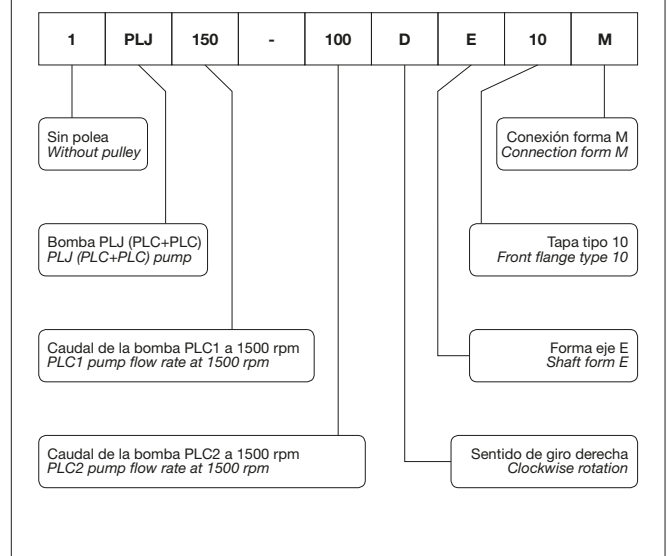 1 PLJ 150 - 100 D E 10 M
Sin polea
Without pulley
Conexión forma M
Connection form M
Bomba PLJ (PLC+PLC)
PLJ (PLC+PLC) pump
Tapa tipo 10
Front flange type 10
Caudal de la bomba PLC1 a 1500 rpm
PLC1 pump flow rate at 1500 rpm
Forma eje E
Shaft form E
Caudal de la bomba PLC2 a 1500 rpm
PLC2 pump flow rate at 1500 rpm
Sentido de giro derecha
Clockwise rotation